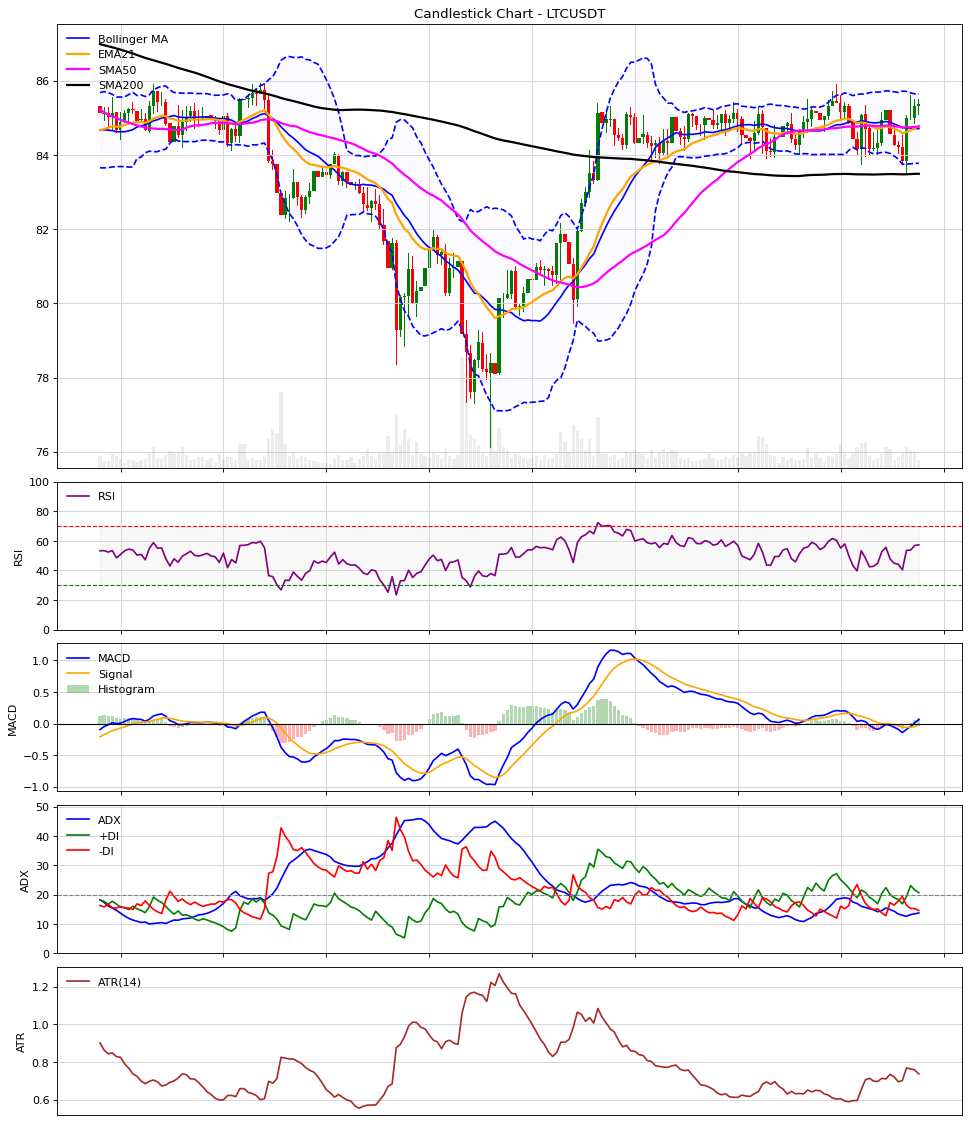 Candlestick Chart - LTCUSDT
Bollinger MA
EMA21
SMA50
SMA200
86
84
82
80
78
76
RSI
RSI
100
80
60
40
20
0
MACD
Signal
Histogram
MACD
1.0
0.5
0.0
−0.5
−1.0
ADX
+DI
-DI
ADX
50
40
30
20
10
0
ATR(14)
ATR
1.2
1.0
0.8
0.6